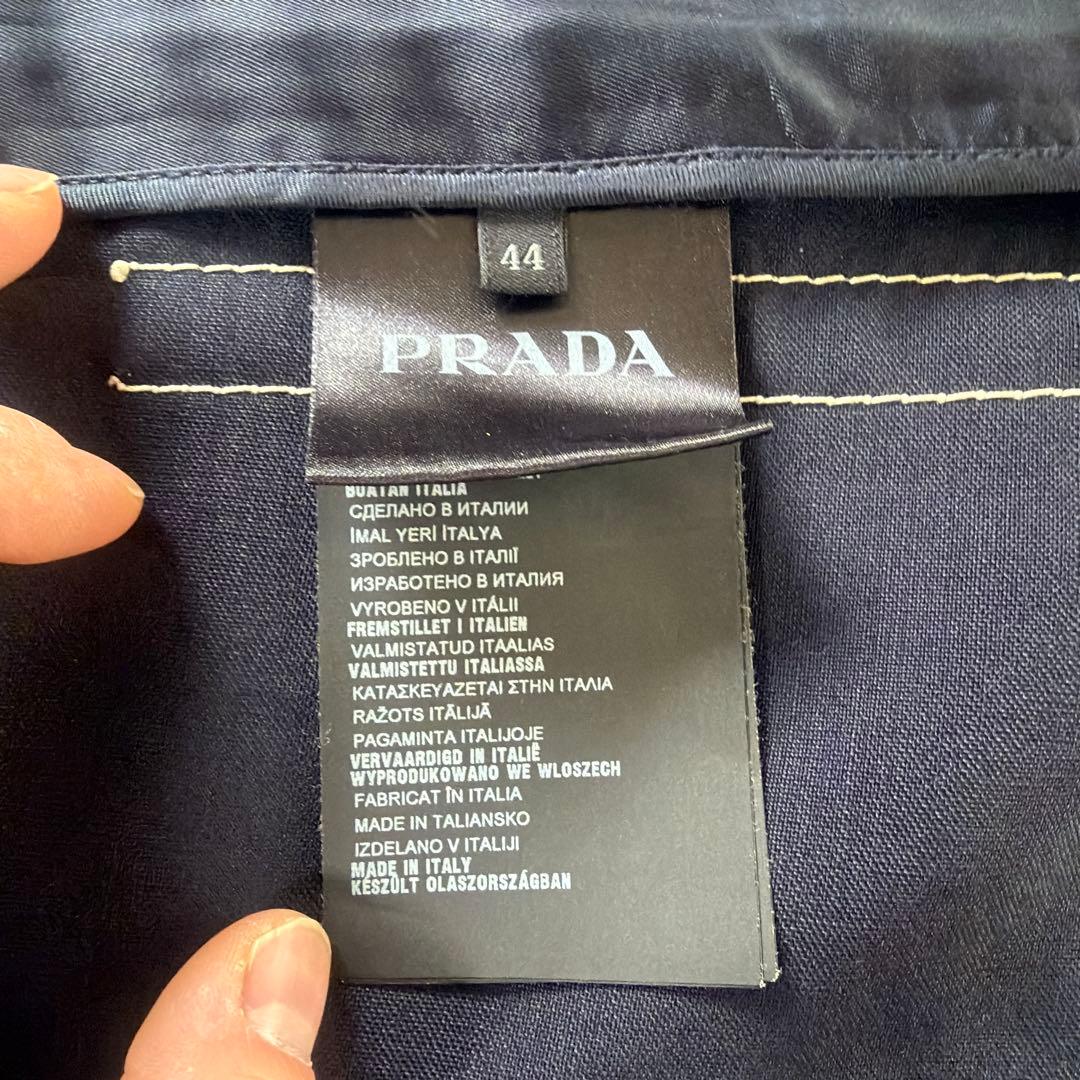 44
PRADA
BUATAN ITALIA
СДЕЛАНО В ИТАЛИИ
İMAL YERİ İTALYA
ЗРОБЛЕНО В ІТАЛІЇ
ИЗРАБОТЕНО В ИТАЛИЯ
VYROBENO V ITÁLII
FREMSTILLET I ITALIEN
VALMISTATUD ITAALIAS
VALMISTETTU ITALIASSA
ΚΑΤΑΣΚΕΥΑΖΕΤΑΙ ΣΤΗΝ ΙΤΑΛΙΑ
RAŽOTS ITĀLIJĀ
PAGAMINTA ITALIJOJE
VERVAARDIGD IN ITALIË
WYPRODUKOWANO WE WLOSZECH
FABRICAT ÎN ITALIA
MADE IN TALIANSKO
IZDELANO V ITALIJI
MADE IN ITALY
KÉSZÜLT OLASZORSZÁGBAN